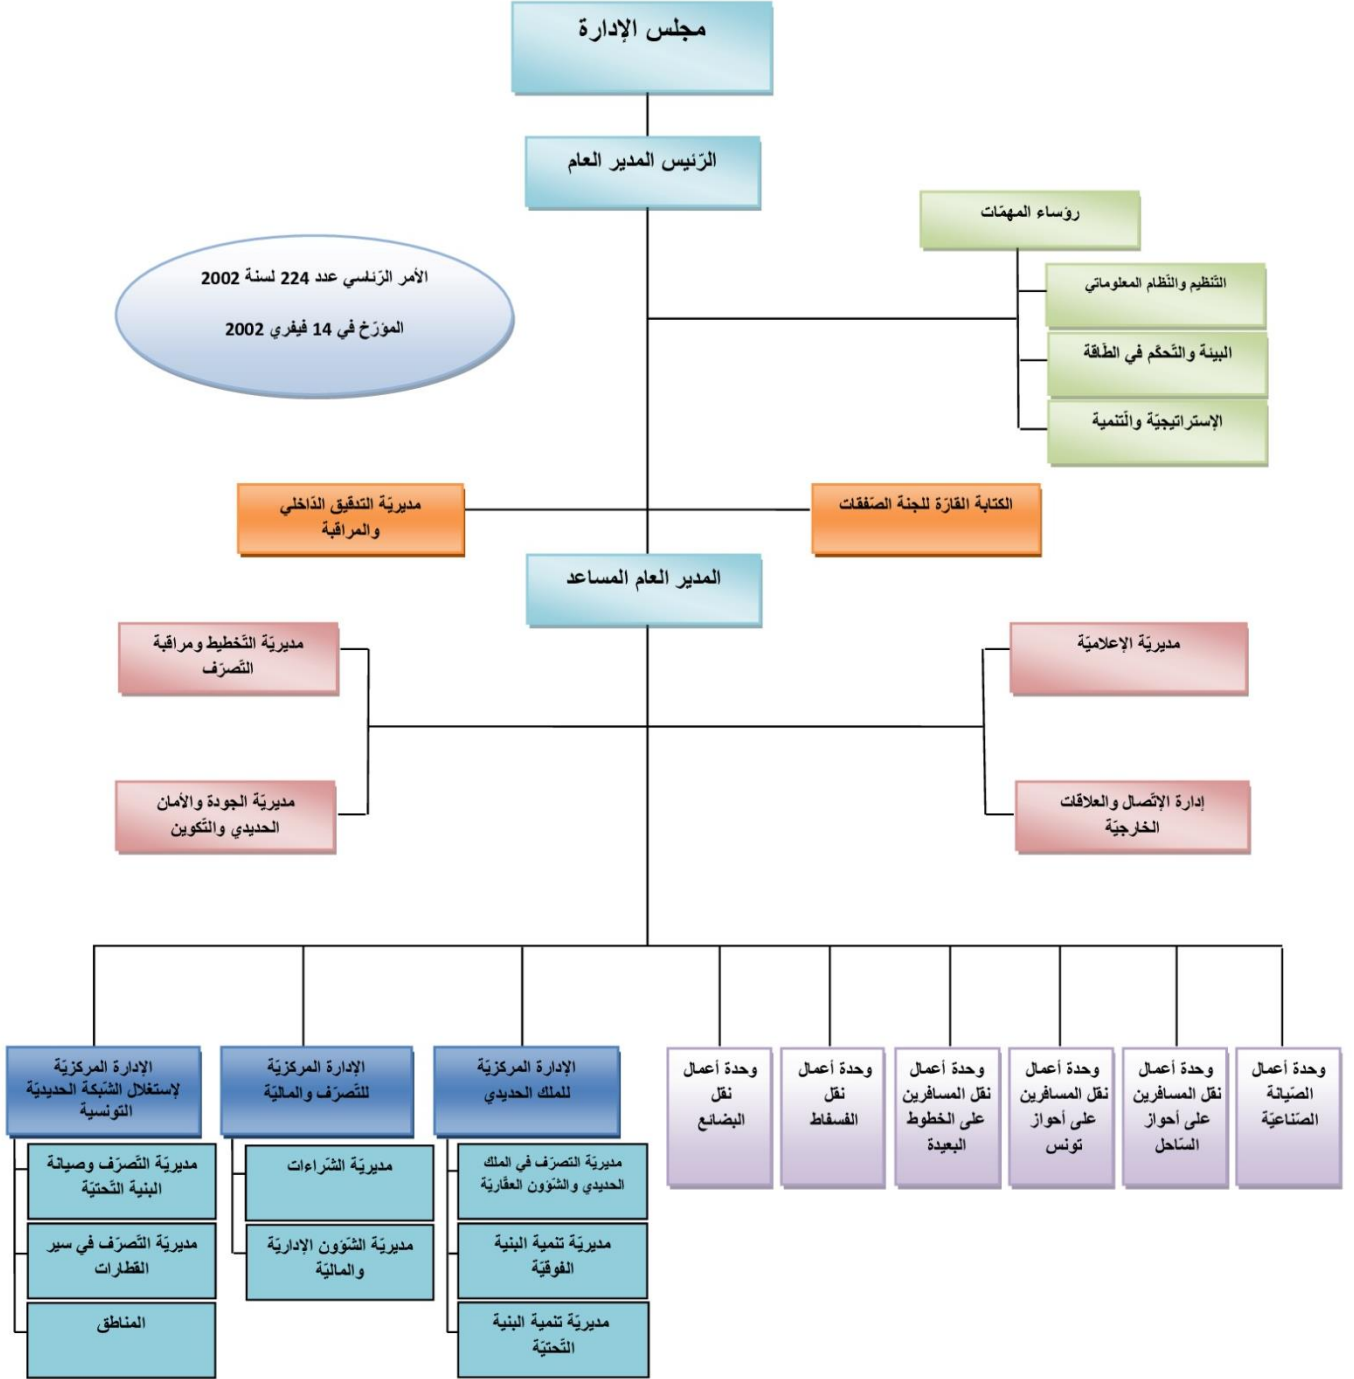 مجلس الإدارة
الرّئيس المدير العام
رؤساء المهمّات
التّنظيم والنّظام المعلوماتي
البيئة والتّحكّم في الطّاقة
الإستراتيجيّة والتّنمية
الأمر الرّئاسي عدد 224 لسنة 2002
المؤرّخ في 14 فيفري 2002
الكتابة القارّة للجنة الصّفقات
مديريّة التدقيق الدّاخلي
والمراقبة
المدير العام المساعد
مديريّة الإعلاميّة
مديريّة التّخطيط ومراقبة
التّصرّف
إدارة الإتّصال والعلاقات
الخارجيّة
مديريّة الجودة والأمان
الحديدي والتّكوين
وحدة أعمال
الصّيانة
الصّناعيّة
وحدة أعمال
نقل المسافرين
على أحواز
السّاحل
وحدة أعمال
نقل المسافرين
على أحواز
تونس
وحدة أعمال
نقل المسافرين
على الخطوط
البعيدة
وحدة أعمال
نقل
الفسفاط
وحدة أعمال
نقل
البضائع
الإدارة المركزيّة
للملك الحديدي
مديريّة التصرّف في الملك
الحديدي والشّؤون العقّاريّة
مديريّة تنمية البنية
الفوقيّة
مديريّة تنمية البنية
التّحتيّة
الإدارة المركزيّة
للتّصرّف والماليّة
مديريّة الشّراءات
مديريّة الشّؤون الإداريّة
والماليّة
الإدارة المركزيّة
لإستغلال الشّبكة الحديديّة
التونسية
مديريّة التّصرّف وصيانة
البنية التّحتيّة
مديريّة التّصرّف في سير
القطارات
المناطق